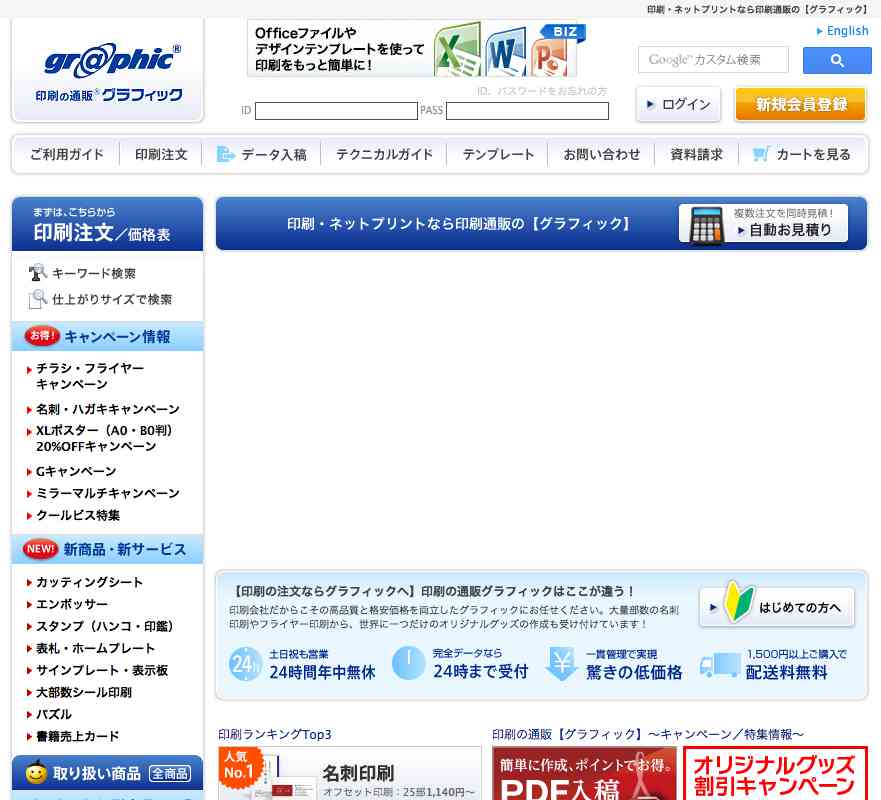 印刷・ネットプリントなら印刷通販の【グラフィック】
English
gr@phic®
印刷の通販®グラフィック
Officeファイルや
デザインテンプレートを使って
印刷をもっと簡単に！
BIZ
X
W
P
Google™カスタム検索
ID、パスワードをお忘れの方
ID
PASS
ログイン
新規会員登録
ご利用ガイド
印刷注文
データ入稿
テクニカルガイド
テンプレート
お問い合わせ
資料請求
カートを見る
まずは、こちらから
印刷注文／価格表
キーワード検索
仕上がりサイズで検索
お得！ キャンペーン情報
チラシ・フライヤー
キャンペーン
名刺・ハガキキャンペーン
XLポスター（A0・B0判）
20%OFFキャンペーン
Gキャンペーン
ミラーマルチキャンペーン
クールビス特集
NEW! 新商品・新サービス
カッティングシート
エンボッサー
スタンプ（ハンコ・印鑑）
表札・ホームプレート
サインプレート・表示板
大部数シール印刷
パズル
書籍売上カード
取り扱い商品 全商品
印刷・ネットプリントなら印刷通販の【グラフィック】
複数注文を同時見積！
自動お見積り
【印刷の注文ならグラフィックへ】印刷の通販グラフィックはここが違う！
印刷会社だからこその高品質と格安価格を両立したグラフィックにお任せください。大量部数の名刺
印刷やフライヤー印刷から、世界に一つだけのオリジナルグッズの作成も受け付けています！
はじめての方へ
24h
土日祝も営業
24時間年中無休
完全データなら
24時まで受付
¥
一貫管理で実現
驚きの低価格
1,500円以上ご購入で
配送料無料
印刷ランキングTop3
人気
No.1
名刺印刷
オフセット印刷：25部1,140円～
印刷の通販【グラフィック】～キャンペーン／特集情報～
簡単に作成、ポイントでお得。
PDF入稿
オリジナルグッズ
割引キャンペーン